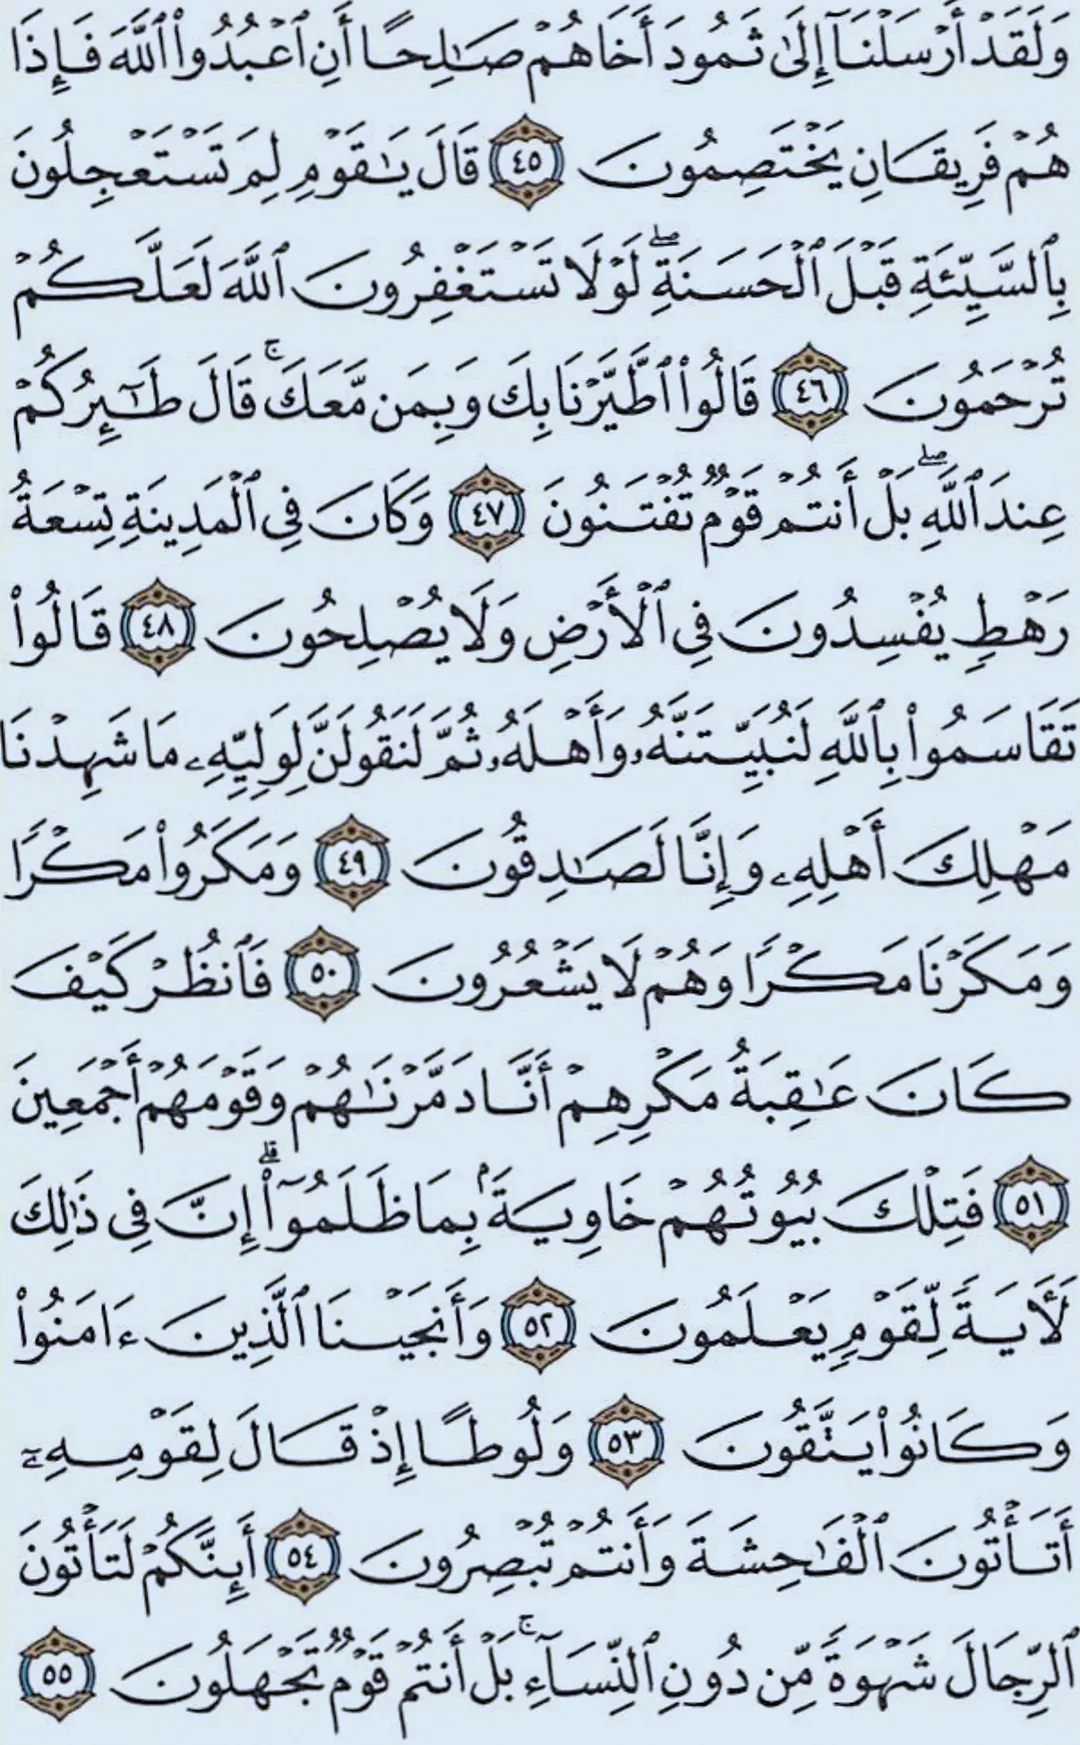 وَلَقَدۡ أَرۡسَلۡنَآ إِلَىٰ ثَمُودَ أَخَاهُمۡ صَٰلِحًا أَنِ ٱعۡبُدُواْ ٱللَّهَ فَإِذَا
هُمۡ فَرِيقَانِ يَخۡتَصِمُونَ ٤٥ قَالَ يَٰقَوۡمِ لِمَ تَسۡتَعۡجِلُونَ
بِٱلسَّيِّئَةِ قَبۡلَ ٱلۡحَسَنَةِۖ لَوۡلَا تَسۡتَغۡفِرُونَ ٱللَّهَ لَعَلَّكُمۡ
تُرۡحَمُونَ ٤٦ قَالُواْ ٱطَّيَّرۡنَا بِكَ وَبِمَن مَّعَكَۚ قَالَ طَٰٓئِرُكُمۡ
عِندَ ٱللَّهِۖ بَلۡ أَنتُمۡ قَوۡمٞ تُفۡتَنُونَ ٤٧ وَكَانَ فِي ٱلۡمَدِينَةِ تِسۡعَةُ
رَهۡطٖ يُفۡسِدُونَ فِي ٱلۡأَرۡضِ وَلَا يُصۡلِحُونَ ٤٨ قَالُواْ
تَقَاسَمُواْ بِٱللَّهِ لَنُبَيِّتَنَّهُۥ وَأَهۡلَهُۥ ثُمَّ لَنَقُولَنَّ لِوَلِيِّهِۦ مَا شَهِدۡنَا
مَهۡلِكَ أَهۡلِهِۦ وَإِنَّا لَصَٰدِقُونَ ٤٩ وَمَكَرُواْ مَكۡرٗا
وَمَكَرۡنَا مَكۡرٗا وَهُمۡ لَا يَشۡعُرُونَ ٥٠ فَٱنظُرۡ كَيۡفَ
كَانَ عَٰقِبَةُ مَكۡرِهِمۡ أَنَّا دَمَّرۡنَٰهُمۡ وَقَوۡمَهُمۡ أَجۡمَعِينَ
٥١ فَتِلۡكَ بُيُوتُهُمۡ خَاوِيَةَۢ بِمَا ظَلَمُوٓاْۗ إِنَّ فِي ذَٰلِكَ
لَأٓيَةٗ لِّقَوۡمٖ يَعۡلَمُونَ ٥٢ وَأَنجَيۡنَا ٱلَّذِينَ ءَامَنُواْ
وَكَانُواْ يَتَّقُونَ ٥٣ وَلُوطًا إِذۡ قَالَ لِقَوۡمِهِۦٓ
أَتَأۡتُونَ ٱلۡفَٰحِشَةَ وَأَنتُمۡ تُبۡصِرُونَ ٥٤ أَئِنَّكُمۡ لَتَأۡتُونَ
ٱلرِّجَالَ شَهۡوَةٗ مِّن دُونِ ٱلنِّسَآءِۚ بَلۡ أَنتُمۡ قَوۡمٞ تَجۡهَلُونَ ٥٥